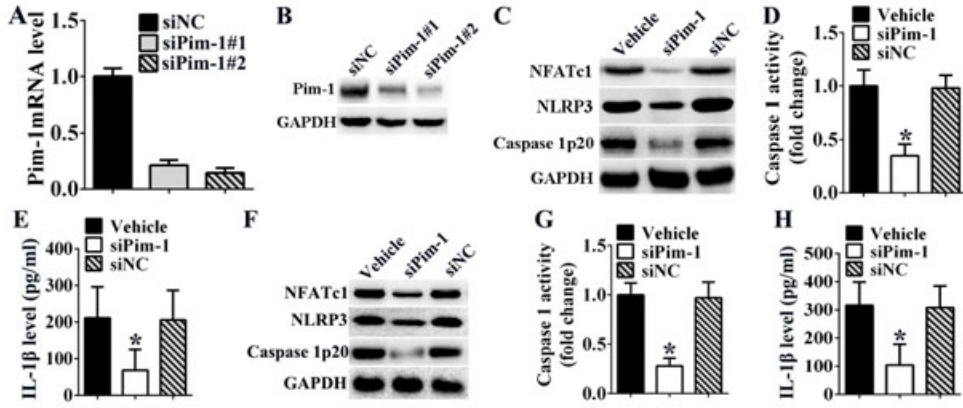 A
siNC
siPim-1#1
siPim-1#2
Pim-1mRNA level
1.5
1.0
0.5
0.0
B
siNC
siPim-1#1
siPim-1#2
Pim-1
GAPDH
C
Vehicle
siPim-1
siNC
NFATc1
NLRP3
Caspase 1p20
GAPDH
D
Vehicle
siPim-1
siNC
Caspase 1 activity
(fold change)
1.5
1.0
0.5
0.0
*
E
Vehicle
siPim-1
siNC
IL-1β level (pg/ml)
400
300
200
100
0
*
F
Vehicle
siPim-1
siNC
NFATc1
NLRP3
Caspase 1p20
GAPDH
G
Vehicle
siPim-1
siNC
Caspase 1 activity
(fold change)
1.5
1.0
0.5
0.0
*
H
Vehicle
siPim-1
siNC
IL-1β level (pg/ml)
500
400
300
200
100
0
*